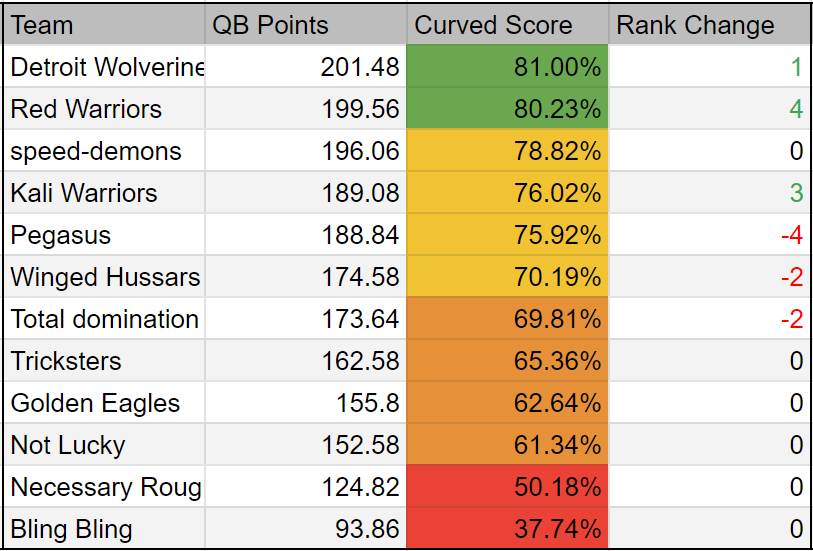 Team QB Points Curved Score Rank Change
Detroit Wolverine 201.48 81.00% 1
Red Warriors 199.56 80.23% 4
speed-demons 196.06 78.82% 0
Kali Warriors 189.08 76.02% 3
Pegasus 188.84 75.92% -4
Winged Hussars 174.58 70.19% -2
Total domination 173.64 69.81% -2
Tricksters 162.58 65.36% 0
Golden Eagles 155.8 62.64% 0
Not Lucky 152.58 61.34% 0
Necessary Roug 124.82 50.18% 0
Bling Bling 93.86 37.74% 0